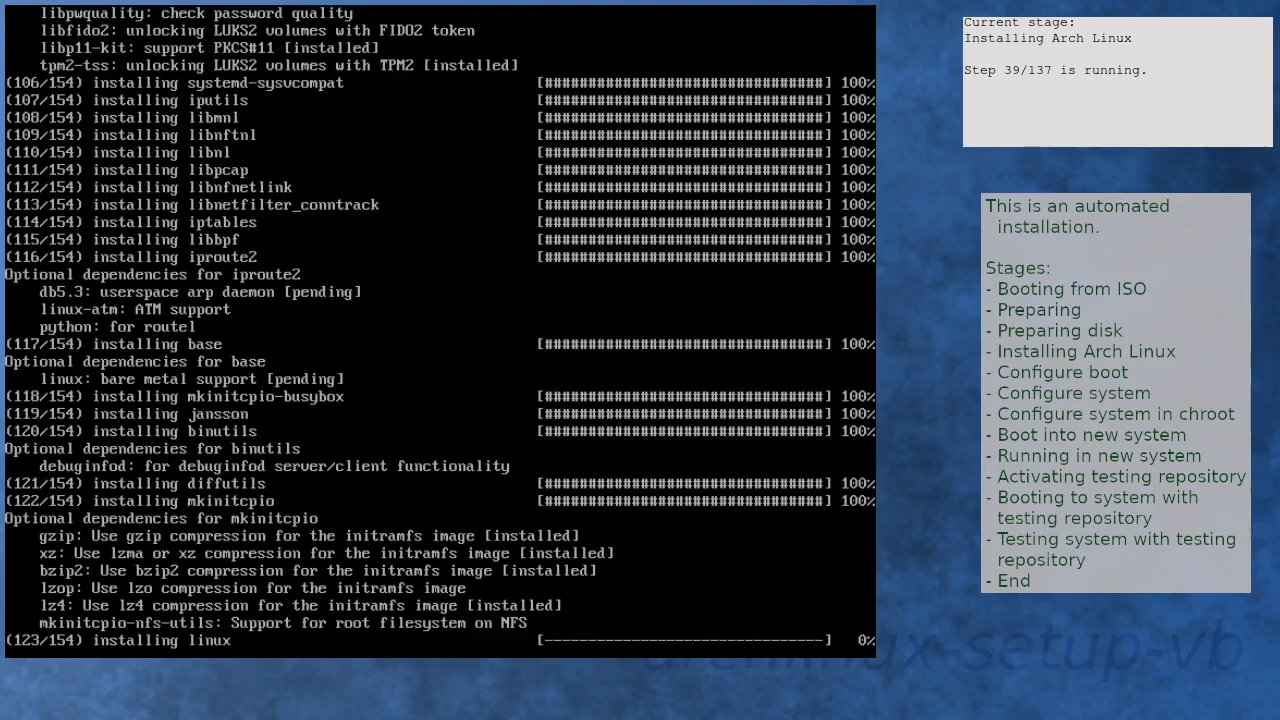 libpwquality: check password quality
libfido2: unlocking LUKS2 volumes with FIDO2 token
libp11-kit: support PKCS#11 [installed]
tpm2-tss: unlocking LUKS2 volumes with TPM2 [installed]
(106/154) installing systemd-sysvcompat [################################] 100%
(107/154) installing iputils [################################] 100%
(108/154) installing libmnl [################################] 100%
(109/154) installing libnftnl [################################] 100%
(110/154) installing libnl [################################] 100%
(111/154) installing libpcap [################################] 100%
(112/154) installing libnfnetlink [################################] 100%
(113/154) installing libnetfilter_conntrack [################################] 100%
(114/154) installing iptables [################################] 100%
(115/154) installing libbpf [################################] 100%
(116/154) installing iproute2 [################################] 100%
Optional dependencies for iproute2
db5.3: userspace arp daemon [pending]
linux-atm: ATM support
python: for routel
(117/154) installing base [################################] 100%
Optional dependencies for base
linux: bare metal support [pending]
(118/154) installing mkinitcpio-busybox [################################] 100%
(119/154) installing jansson [################################] 100%
(120/154) installing binutils [################################] 100%
Optional dependencies for binutils
debuginfod: for debuginfod server/client functionality
(121/154) installing diffutils [################################] 100%
(122/154) installing mkinitcpio [################################] 100%
Optional dependencies for mkinitcpio
gzip: Use gzip compression for the initramfs image [installed]
xz: Use lzma or xz compression for the initramfs image [installed]
bzip2: Use bzip2 compression for the initramfs image [installed]
lzop: Use lzo compression for the initramfs image
lz4: Use lz4 compression for the initramfs image [installed]
mkinitcpio-nfs-utils: Support for root filesystem on NFS
(123/154) installing linux [--------------------------------] 0%
Current stage:
Installing Arch Linux
Step 39/137 is running.
This is an automated
installation.
Stages:
- Booting from ISO
- Preparing
- Preparing disk
- Installing Arch Linux
- Configure boot
- Configure system
- Configure system in chroot
- Boot into new system
- Running in new system
- Activating testing repository
- Booting to system with
testing repository
- Testing system with testing
repository
- End
archlinux-setup-vb